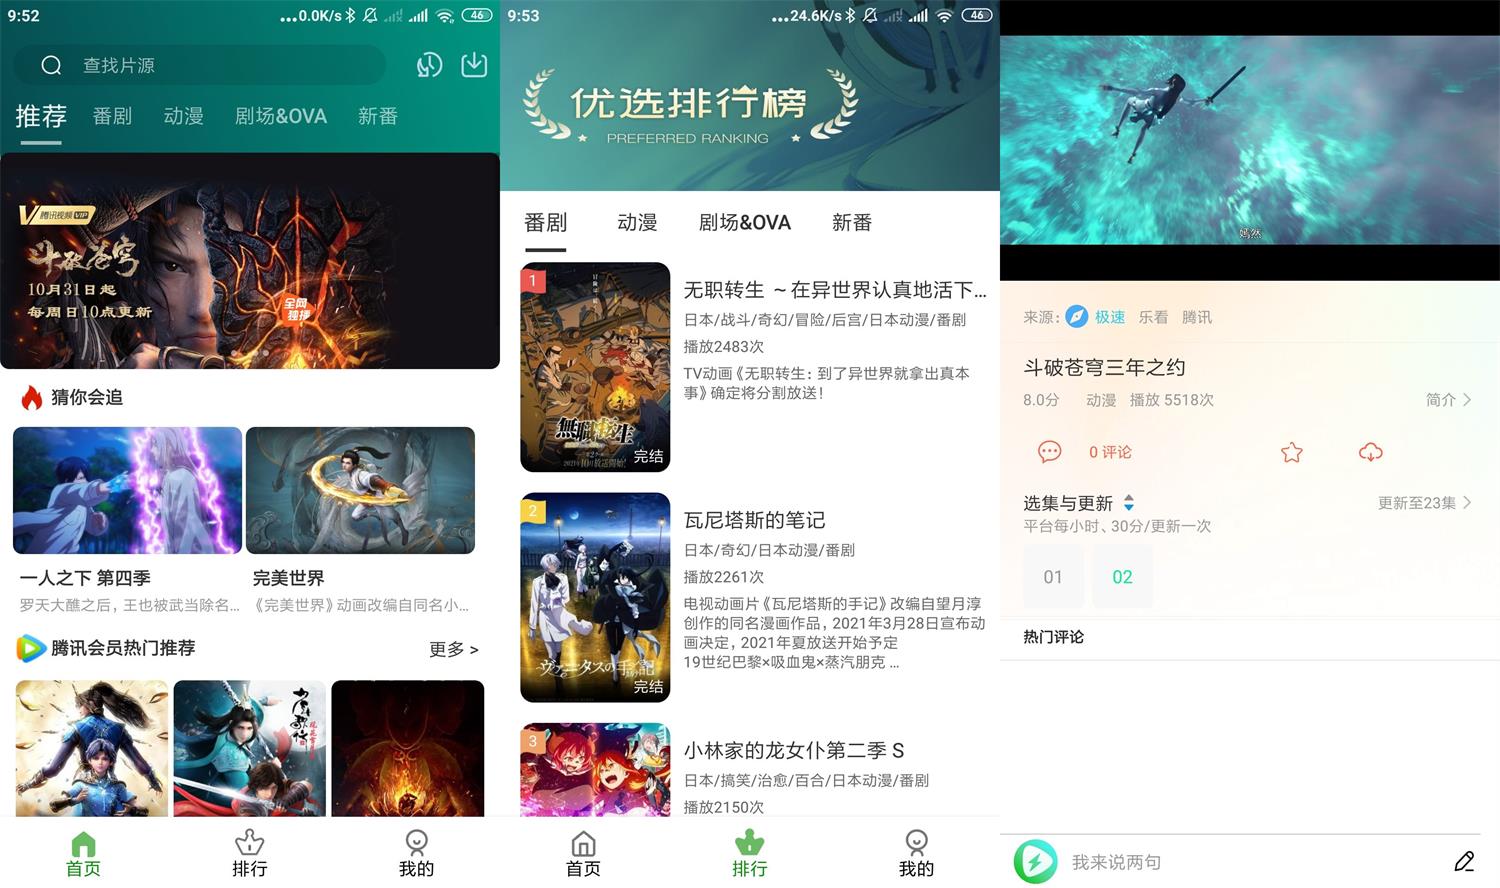 9:52
...0.0K/s
46
查找片源
推荐 番剧 动漫 剧场&OVA 新番
腾讯视频 VIP
斗破苍穹
10月31日起
每周日10点更新
全网
独播
猜你会追
一人之下 第四季
罗天大醮之后，王也被武当除名...
完美世界
《完美世界》动画改编自同名小...
腾讯会员热门推荐
更多 >
首页 排行 我的
9:53
...24.6K/s
46
优选排行榜
PREFERRED RANKING
番剧 动漫 剧场&OVA 新番
1
無職転生
完结
无职转生 ～在异世界认真地活下...
日本/战斗/奇幻/冒险/后宫/日本动漫/番剧
播放2483次
TV动画《无职转生：到了异世界就拿出真本
事》确定将分割放送！
2
ヴァニタスの手記
完结
瓦尼塔斯的笔记
日本/奇幻/日本动漫/番剧
播放2261次
电视动画片《瓦尼塔斯的手记》改编自望月淳
创作的同名漫画作品，2021年3月28日宣布动
画决定，2021年夏放送开始予定
19世纪巴黎×吸血鬼×蒸汽朋克 ...
3
小林家的龙女仆第二季 S
日本/搞笑/治愈/百合/日本动漫/番剧
播放2150次
首页 排行 我的
嫣然
来源: 极速 乐看 腾讯
斗破苍穹三年之约
8.0分 动漫 播放 5518次
简介
0 评论
选集与更新
更新至23集
平台每小时、30分/更新一次
01 02
热门评论
我来说两句